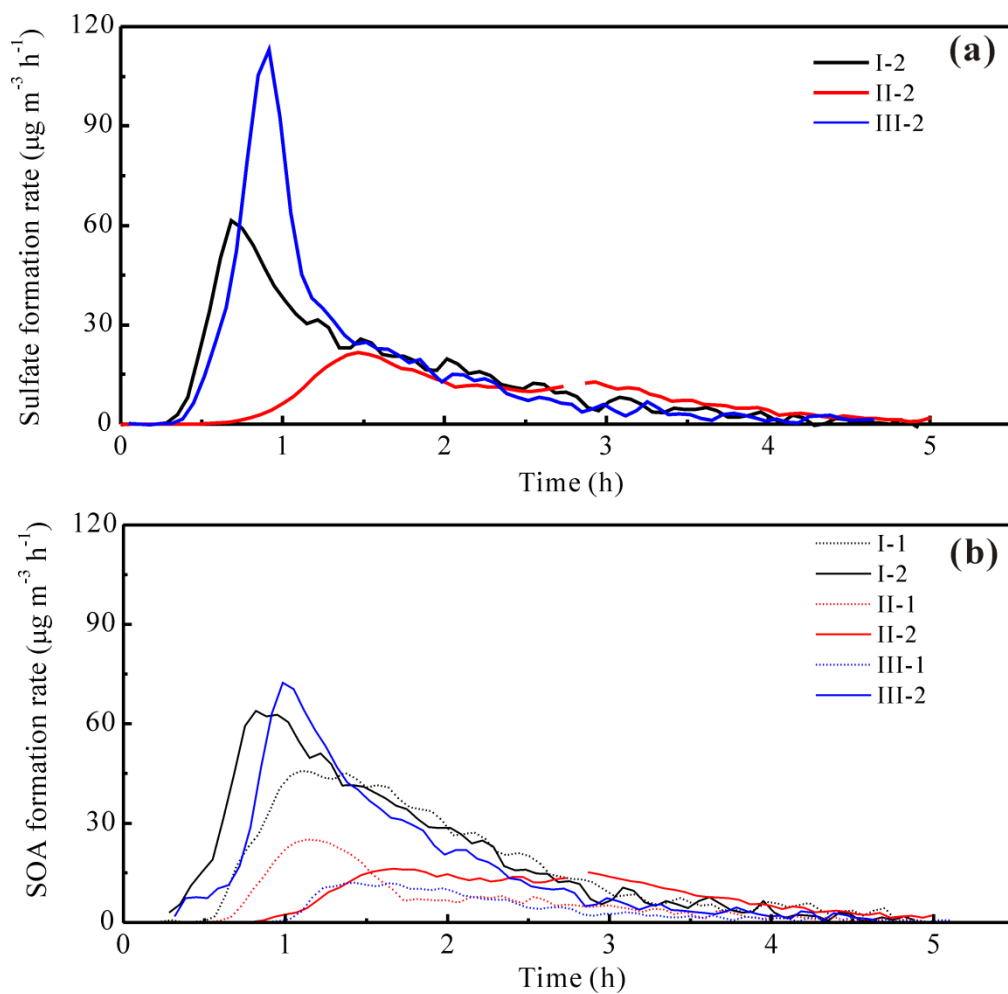 (a)
I-2
II-2
III-2
Sulfate formation rate (μg m⁻³ h⁻¹)
120
90
60
30
0
0 1 2 3 4 5
Time (h)
(b)
I-1
I-2
II-1
II-2
III-1
III-2
SOA formation rate (μg m⁻³ h⁻¹)
120
90
60
30
0
0 1 2 3 4 5
Time (h)